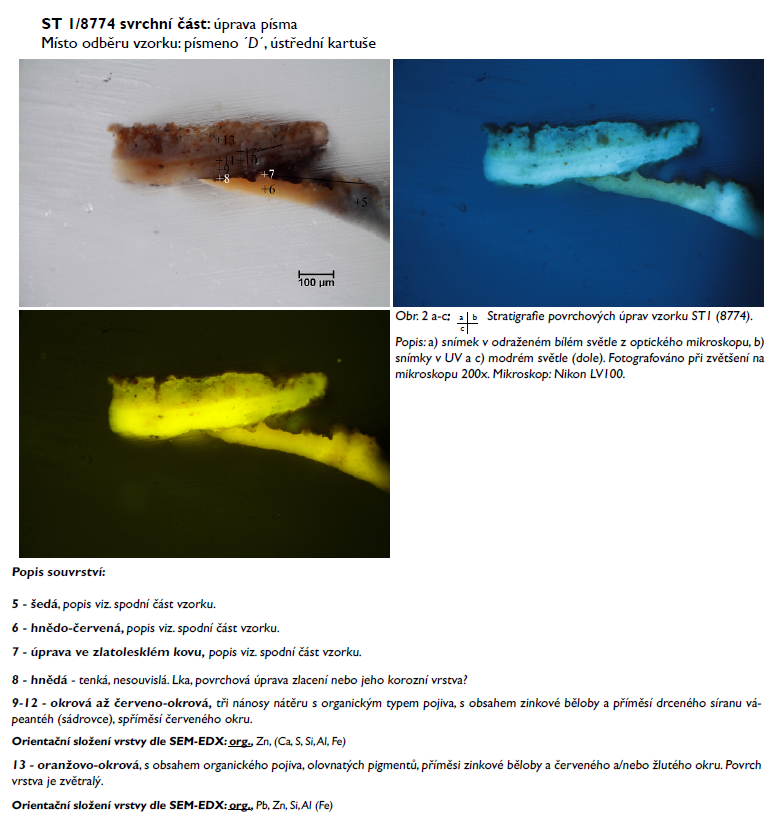 ST 1/8774 svrchní část: úprava písma
Místo odběru vzorku: písmeno ´D´, ústřední kartuše
+13
+11 +10
+9
+8
+7
+6
+5
100 µm
Obr. 2 a-c: a b c Stratigrafie povrchových úprav vzorku ST1 (8774).
Popis: a) snímek v odraženém bílém světle z optického mikroskopu, b)
snímky v UV a c) modrém světle (dole). Fotografováno při zvětšení na
mikroskopu 200x. Mikroskop: Nikon LV100.
Popis souvrství:
5 - šedá, popis viz. spodní část vzorku.
6 - hnědo-červená, popis viz. spodní část vzorku.
7 - úprava ve zlatolesklém kovu, popis viz. spodní část vzorku.
8 - hnědá - tenká, nesouvislá. Lka, povrchová úprava zlacení nebo jeho korozní vrstva?
9-12 - okrová až červeno-okrová, tři nánosy nátěru s organickým typem pojiva, s obsahem zinkové běloby a příměsí drceného síranu vá-
peantéh (sádrovce), spříměsí červeného okru.
Orientační složení vrstvy dle SEM-EDX: org., Zn, (Ca, S, Si, Al, Fe)
13 - oranžovo-okrová, s obsahem organického pojiva, olovnatých pigmentů, příměsi zinkové běloby a červeného a/nebo žlutého okru. Povrch
vrstva je zvětralý.
Orientační složení vrstvy dle SEM-EDX: org., Pb, Zn, Si, Al (Fe)